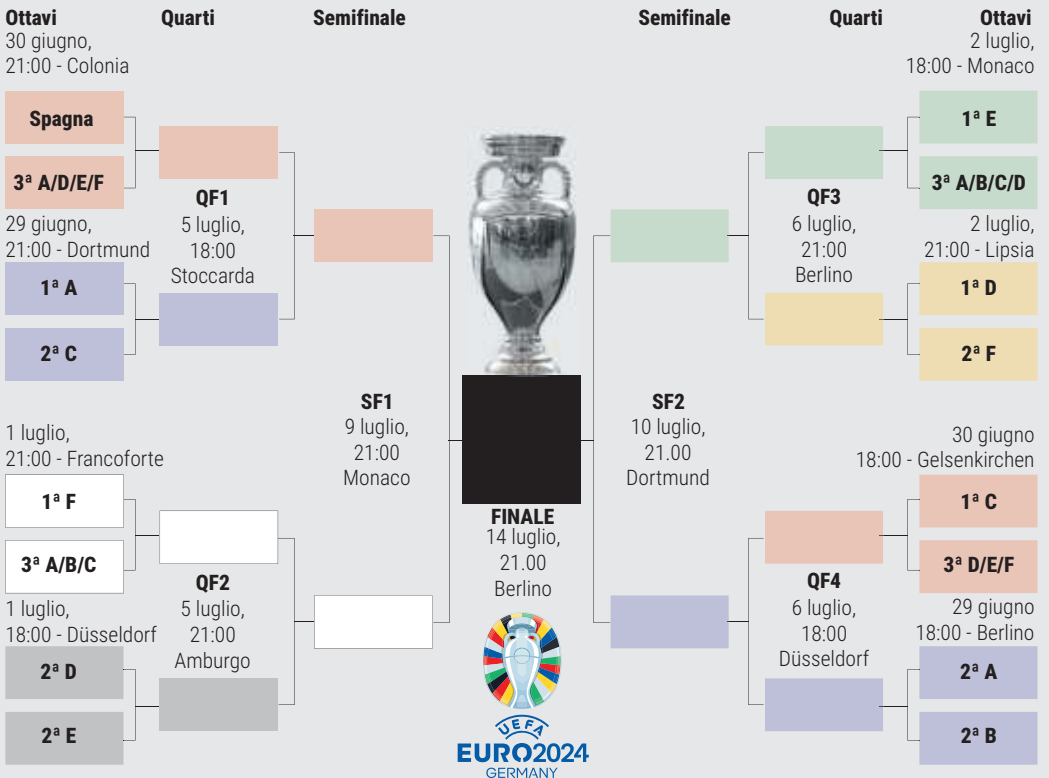 Ottavi
Quarti
Semifinale
Semifinale
Quarti
Ottavi
30 giugno,
21:00 - Colonia
Spagna
3ª A/D/E/F
29 giugno,
21:00 - Dortmund
1ª A
2ª C
QF1
5 luglio,
18:00
Stoccarda
1 luglio,
21:00 - Francoforte
1ª F
3ª A/B/C
1 luglio,
18:00 - Düsseldorf
2ª D
2ª E
QF2
5 luglio,
21:00
Amburgo
SF1
9 luglio,
21:00
Monaco
FINALE
14 luglio,
21.00
Berlino
UEFA
EURO2024
GERMANY
SF2
10 luglio,
21.00
Dortmund
QF3
6 luglio,
21:00
Berlino
2 luglio,
18:00 - Monaco
1ª E
3ª A/B/C/D
2 luglio,
21:00 - Lipsia
1ª D
2ª F
QF4
6 luglio,
18:00
Düsseldorf
30 giugno
18:00 - Gelsenkirchen
1ª C
3ª D/E/F
29 giugno
18:00 - Berlino
2ª A
2ª B